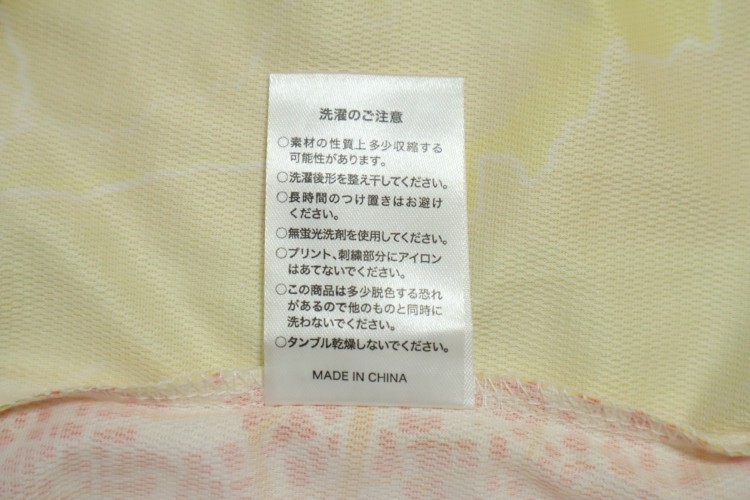 洗濯のご注意
○素材の性質上多少収縮する
可能性があります。
○洗濯後形を整え干してください。
○長時間のつけ置きはお避け
ください。
○無蛍光洗剤を使用してください。
○プリント、刺繍部分にアイロン
はあてないでください。
○この商品は多少脱色する恐れ
があるので他のものと同時に
洗わないでください。
○タンブル乾燥しないでください。
MADE IN CHINA